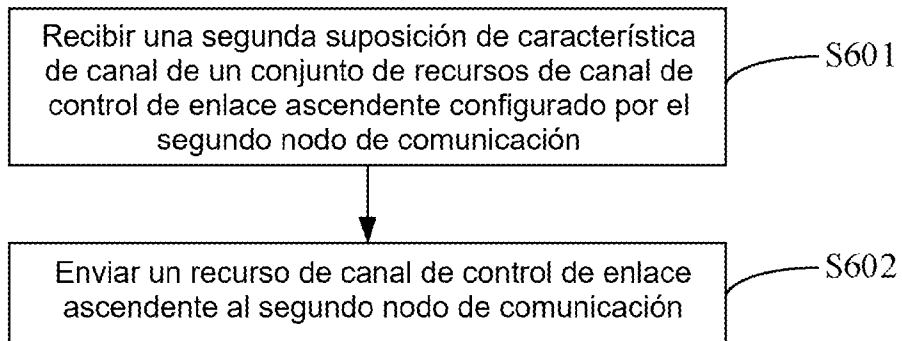 Recibir una segunda suposición de característica
de canal de un conjunto de recursos de canal de
control de enlace ascendente configurado por el
segundo nodo de comunicación
S601
Enviar un recurso de canal de control de enlace
ascendente al segundo nodo de comunicación
S602